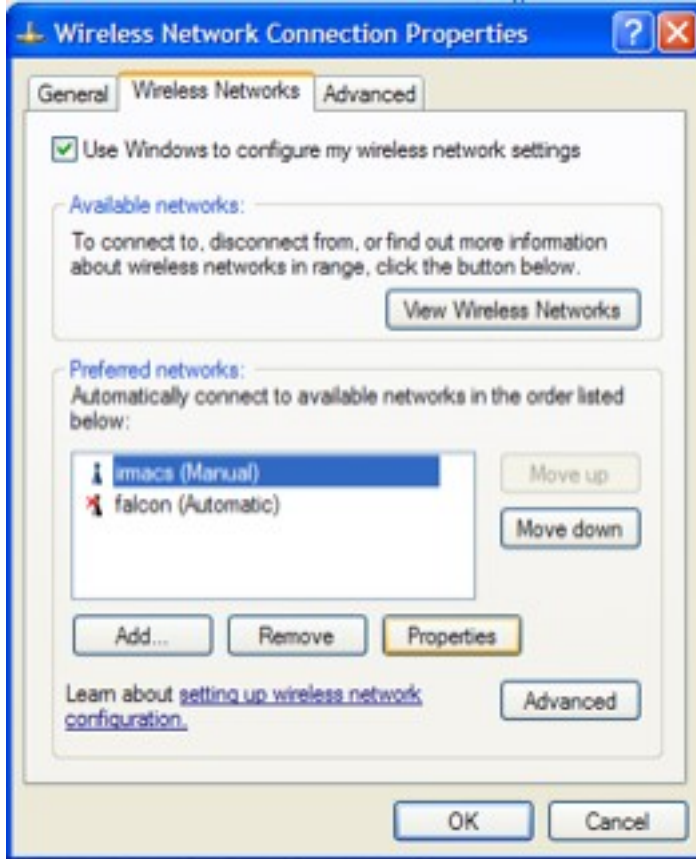 Wireless Network Connection Properties
General Wireless Networks Advanced
Use Windows to configure my wireless network settings
Available networks:
To connect to, disconnect from, or find out more information
about wireless networks in range, click the button below.
View Wireless Networks
Preferred networks:
Automatically connect to available networks in the order listed
below:
irmacs (Manual)
Move up
falcon (Automatic)
Move down
Add... Remove Properties
Learn about setting up wireless network
configuration.
Advanced
OK Cancel